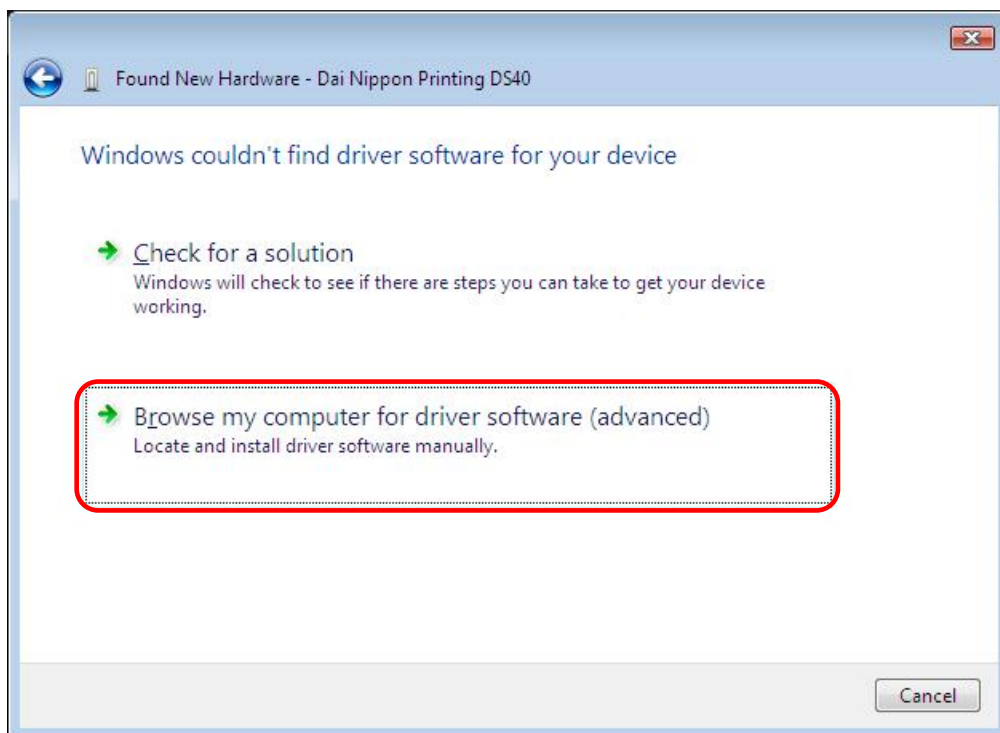 Found New Hardware - Dai Nippon Printing DS40
Windows couldn't find driver software for your device
Check for a solution
Windows will check to see if there are steps you can take to get your device
working.
Browse my computer for driver software (advanced)
Locate and install driver software manually.
Cancel